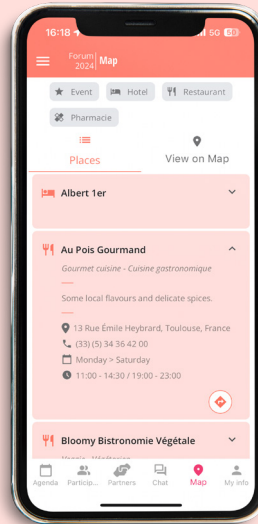 16:18 5G 50
Forum
2024 Map
Event Hotel Restaurant
Pharmacie
Places View on Map
Albert 1er
Au Pois Gourmand
Gourmet cuisine - Cuisine gastronomique
Some local flavours and delicate spices.
13 Rue Émile Heybrard, Toulouse, France
(33) (5) 34 36 42 00
Monday > Saturday
11:00 - 14:30 / 19:00 - 23:00
Bloomy Bistronomie Végétale
Agenda Particip... Partners Chat Map My info